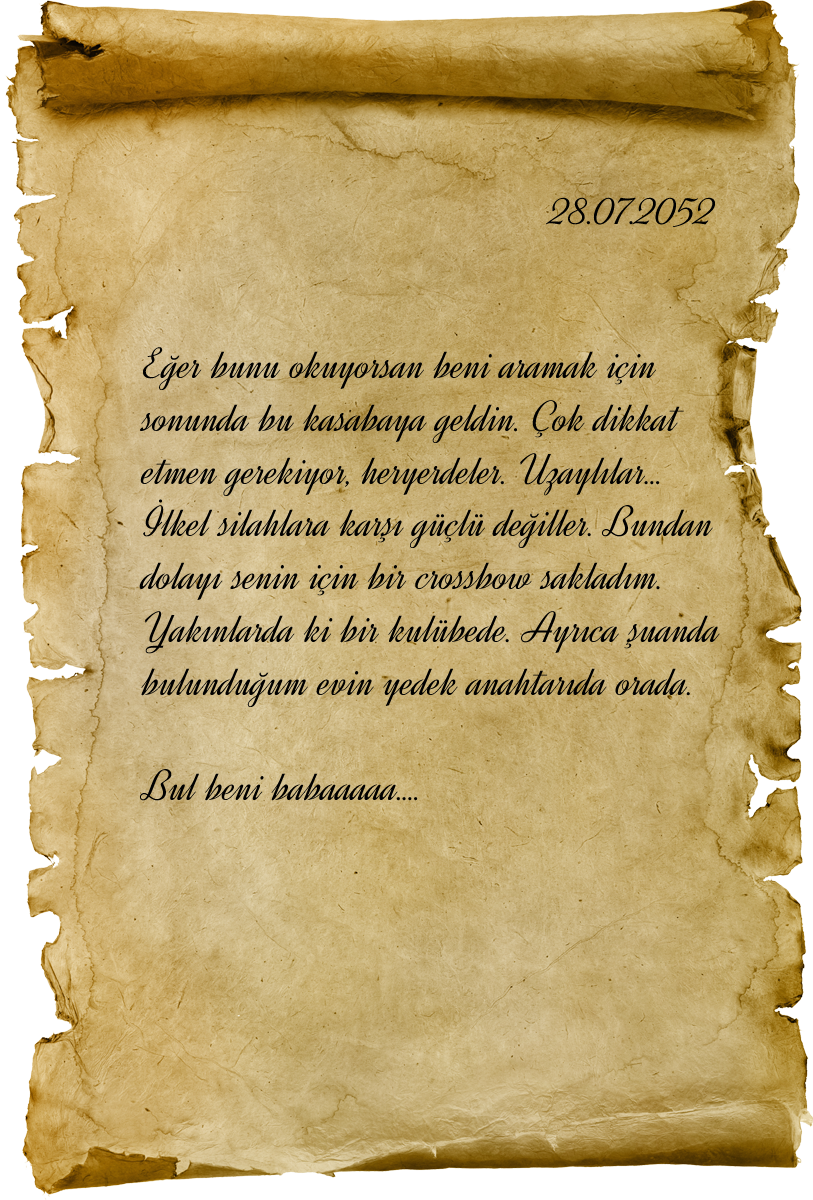 28.07.2052
Eğer bunu okuyorsan beni aramak için
sonunda bu kasabaya geldin. Çok dikkat
etmen gerekiyor, heryerdeler. Uzaylılar...
İlkel silahlara karşı güçlü değiller. Bundan
dolayı senin için bir crossbow sakladım.
Yakınlarda ki bir kulübede. Ayrıca şuanda
bulunduğum evin yedek anahtarıda orada.
Bul beni babaaaaa....